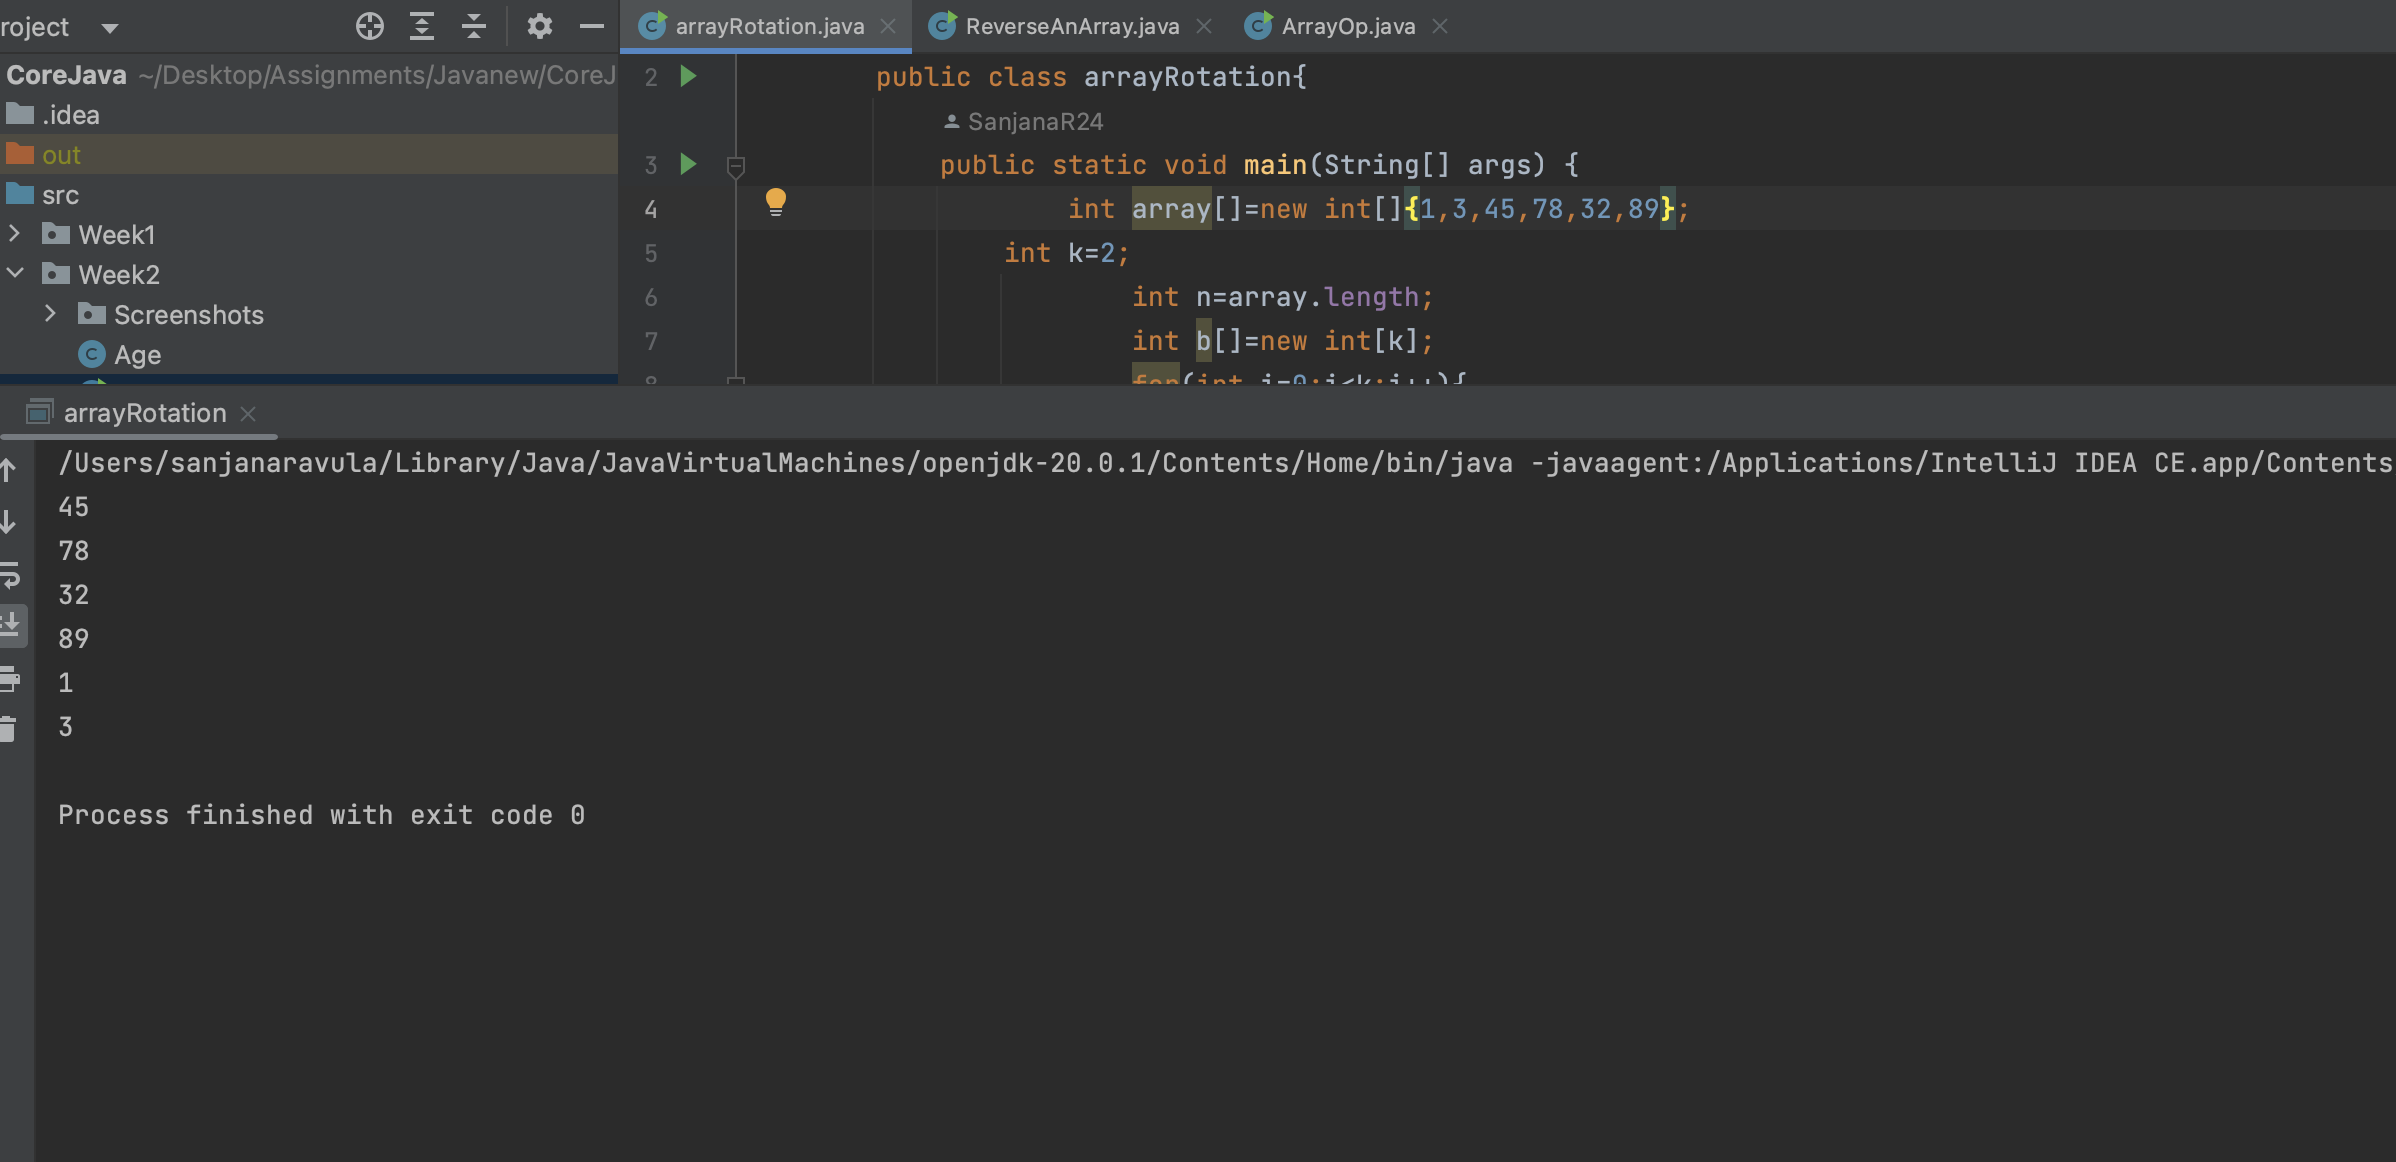 roject
arrayRotation.java
ReverseAnArray.java
ArrayOp.java
CoreJava ~/Desktop/Assignments/Javanew/CoreJ
.idea
out
src
Week1
Week2
Screenshots
Age
2 public class arrayRotation{
SanjanaR24
3 public static void main(String[] args) {
4 int array[]=new int[]{1,3,45,78,32,89};
5 int k=2;
6 int n=array.length;
7 int b[]=new int[k];
8 for(int i=0;i<k;i++){
arrayRotation
/Users/sanjanaravula/Library/Java/JavaVirtualMachines/openjdk-20.0.1/Contents/Home/bin/java -javaagent:/Applications/IntelliJ IDEA CE.app/Contents
45
78
32
89
1
3
Process finished with exit code 0